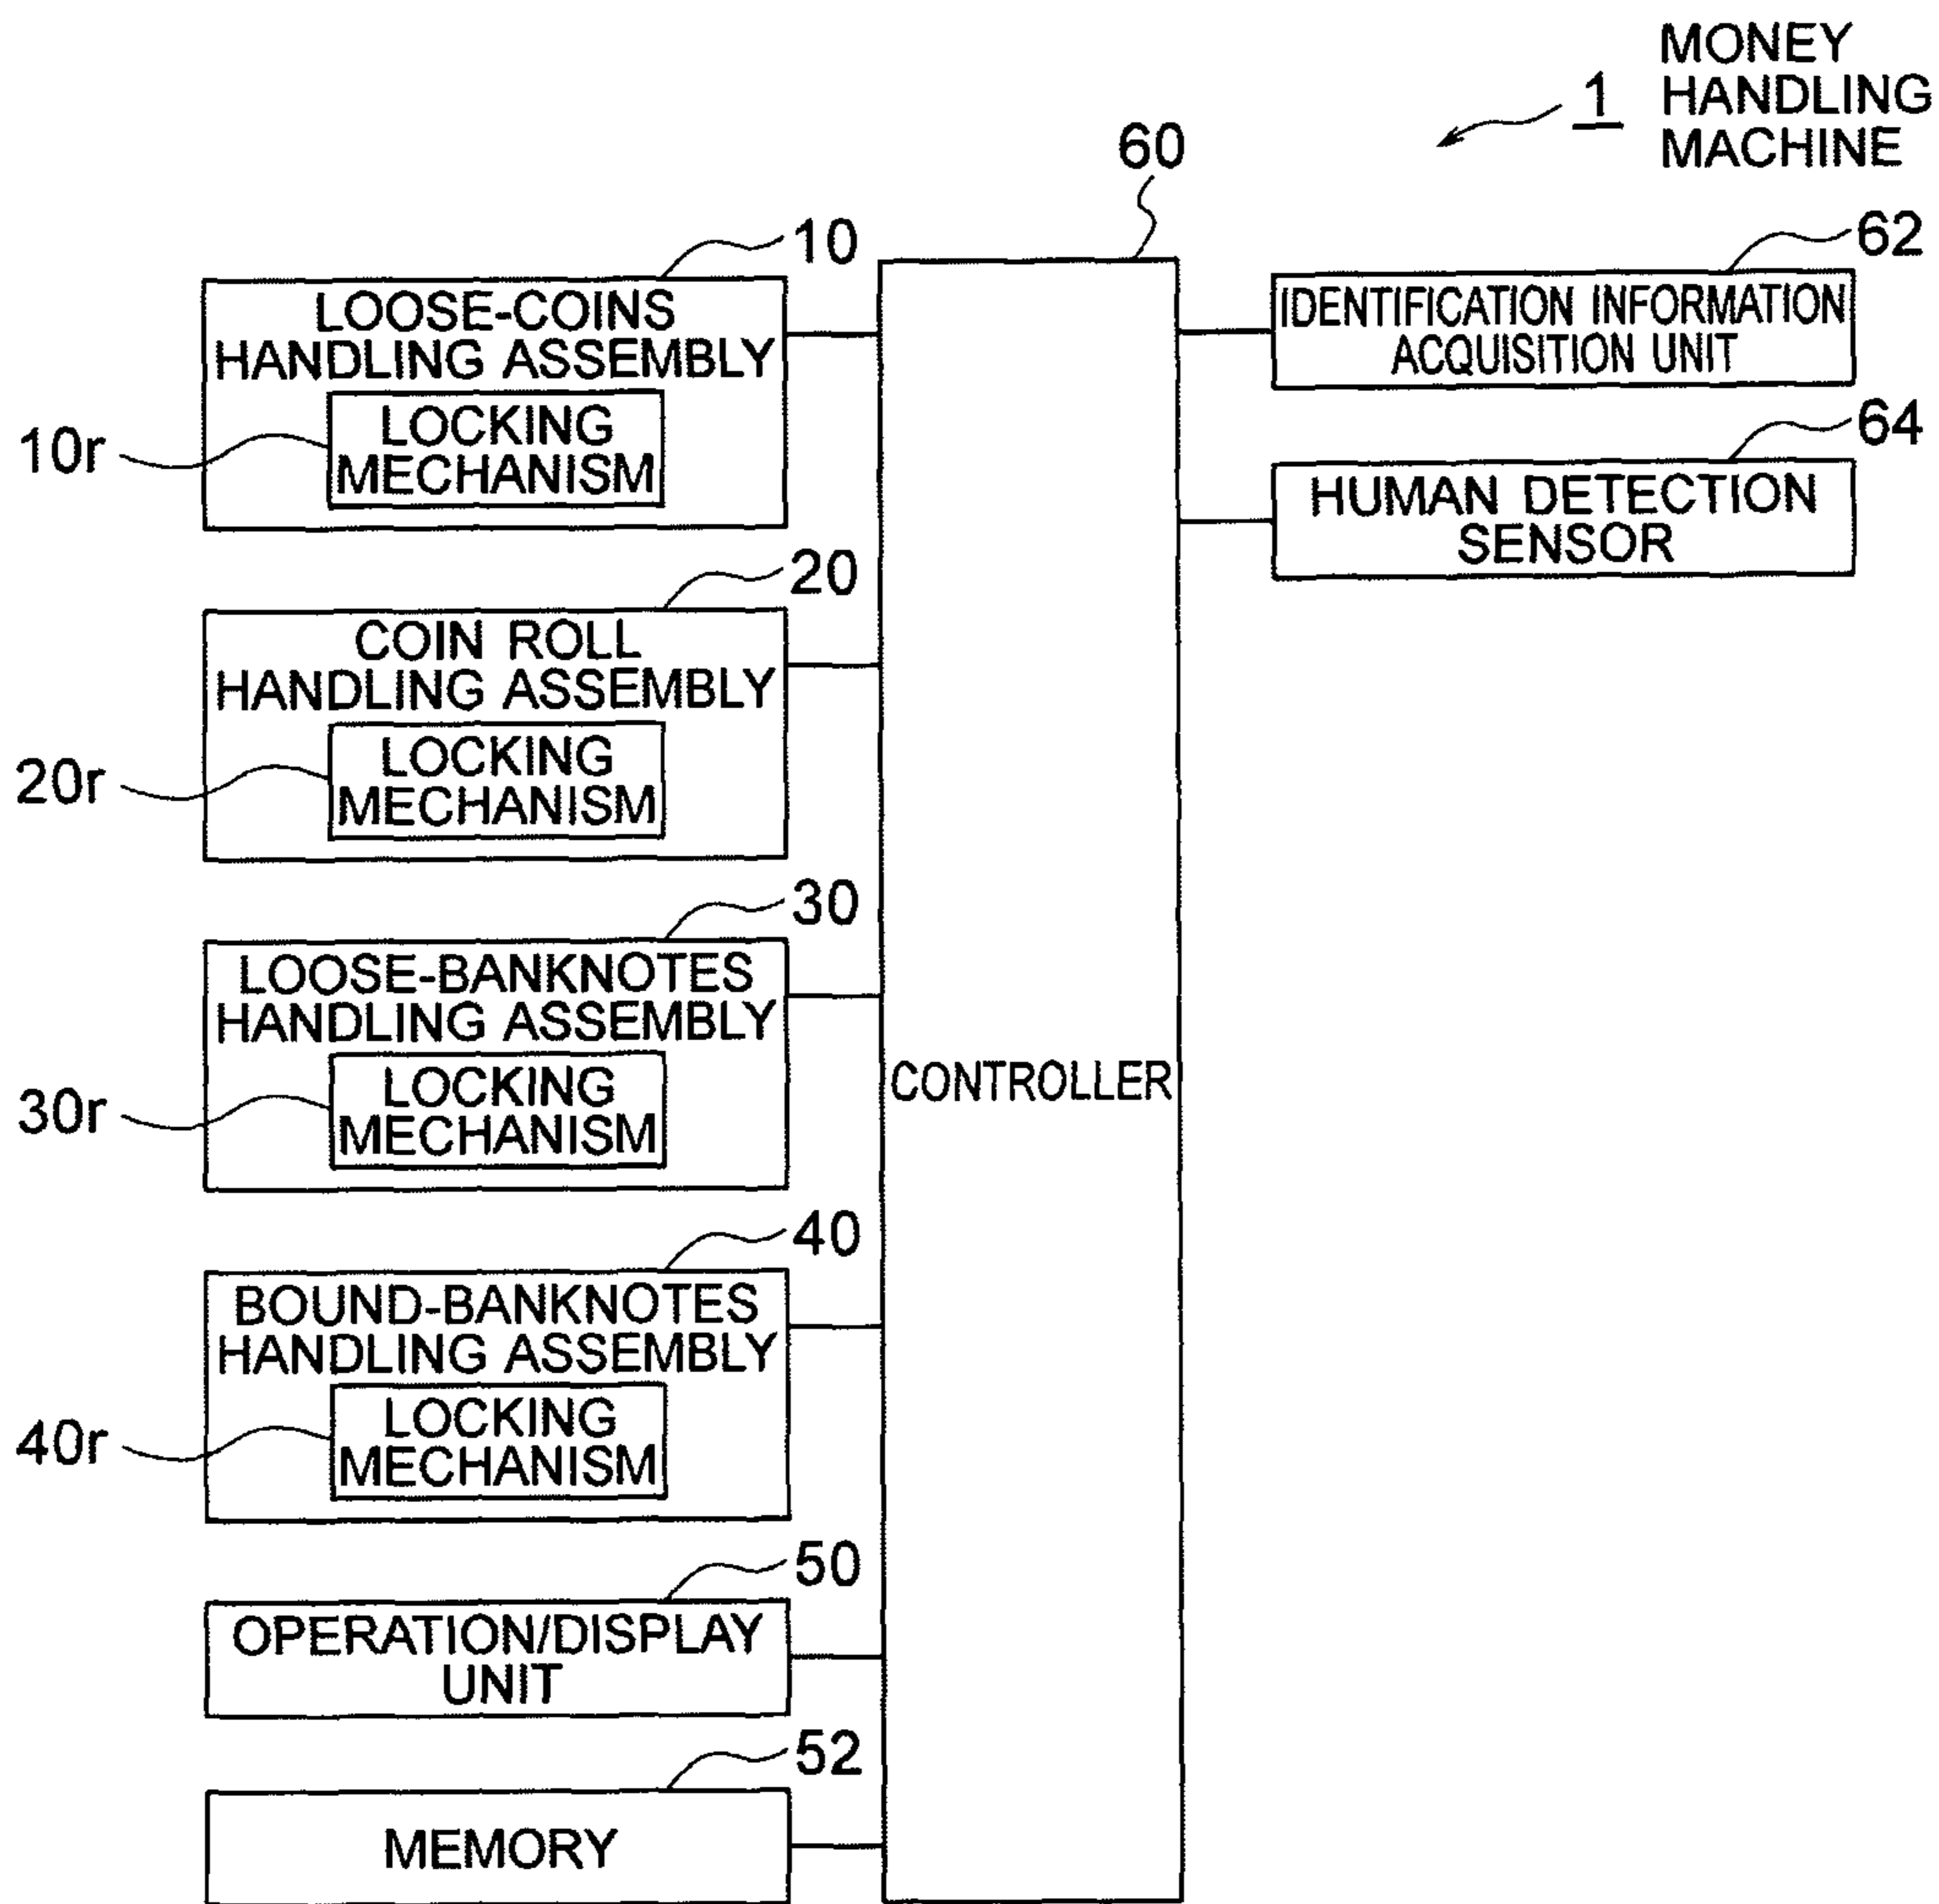 1
MONEY
HANDLING
MACHINE
60
10
LOOSE-COINS
HANDLING ASSEMBLY
LOCKING
MECHANISM
10r
20
COIN ROLL
HANDLING ASSEMBLY
LOCKING
MECHANISM
20r
30
LOOSE-BANKNOTES
HANDLING ASSEMBLY
LOCKING
MECHANISM
30r
40
BOUND-BANKNOTES
HANDLING ASSEMBLY
LOCKING
MECHANISM
40r
50
OPERATION/DISPLAY
UNIT
52
MEMORY
CONTROLLER
62
IDENTIFICATION INFORMATION
ACQUISITION UNIT
64
HUMAN DETECTION
SENSOR